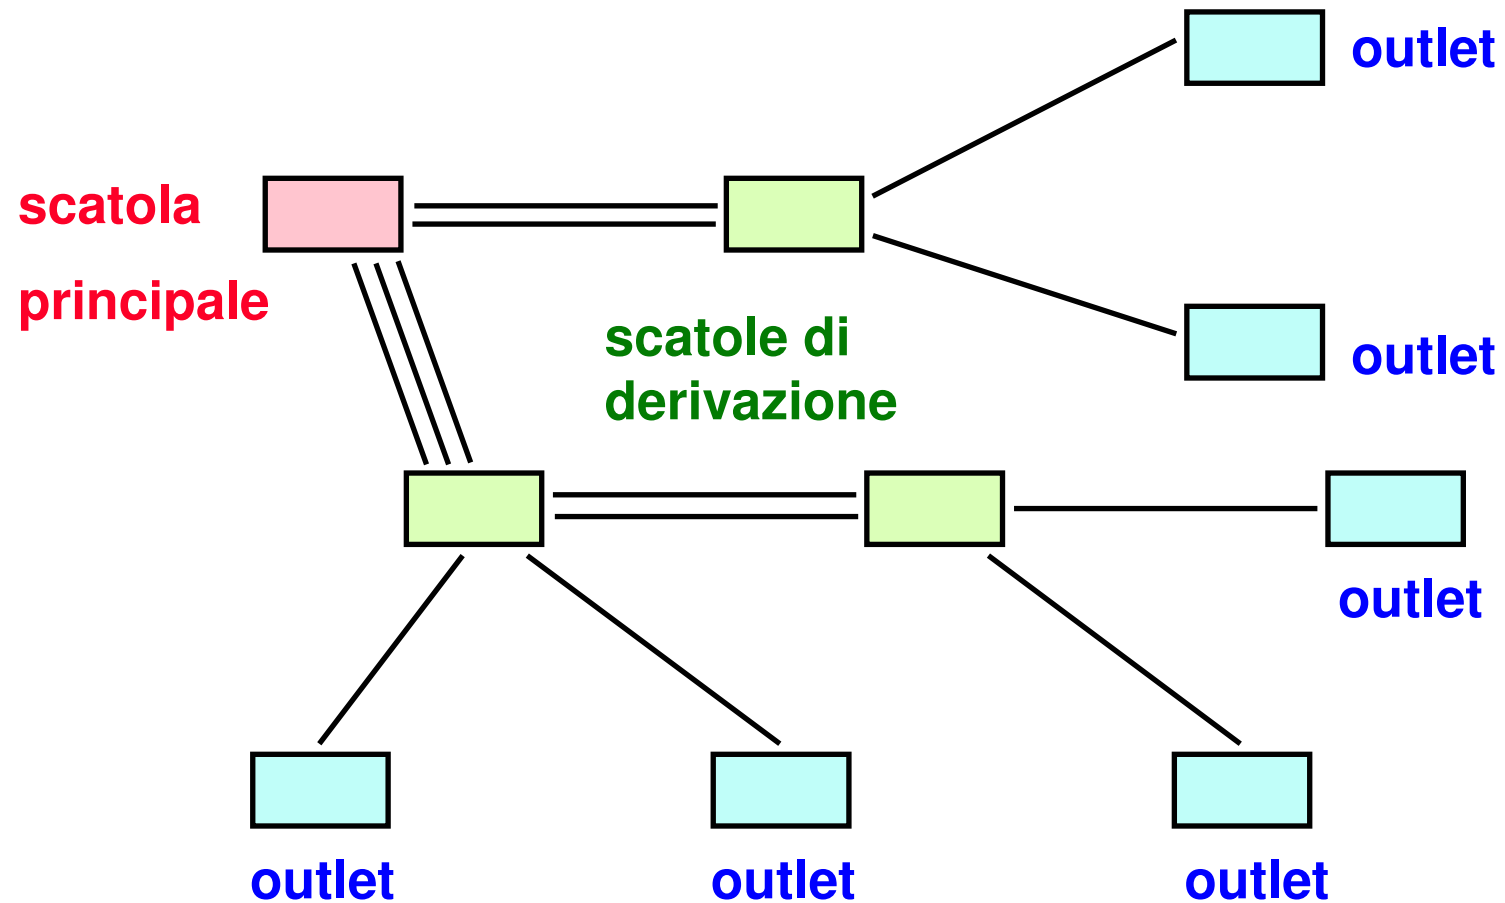 outlet
scatola
principale
scatole di
derivazione
outlet
outlet
outlet
outlet
outlet